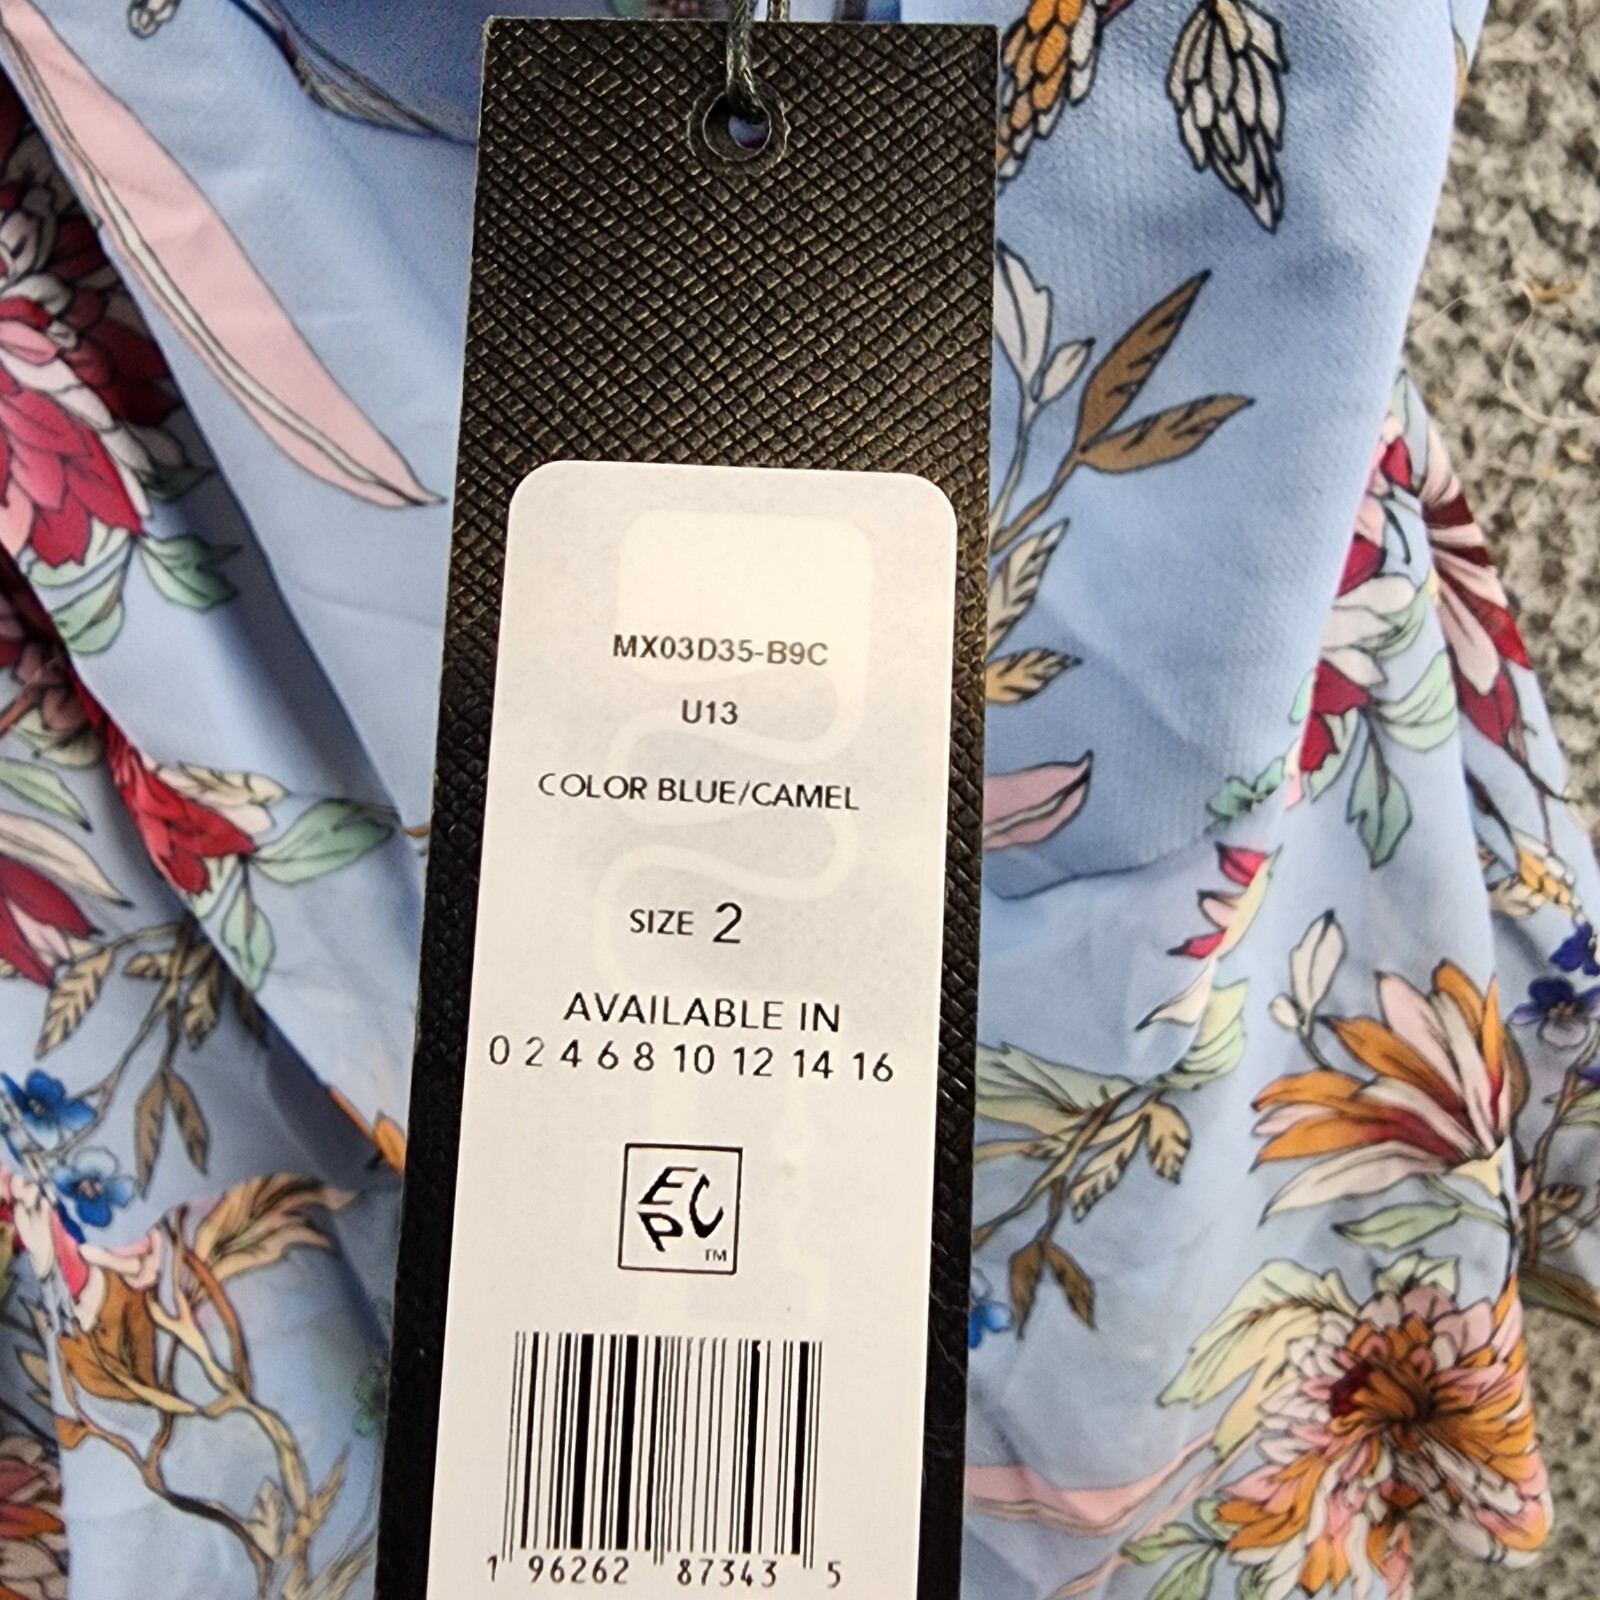 MX03D35-B9C
U13
COLOR BLUE/CAMEL
SIZE 2
AVAILABLE IN
0 2 4 6 8 10 12 14 16
EPC
TM
1 96262 87343 5